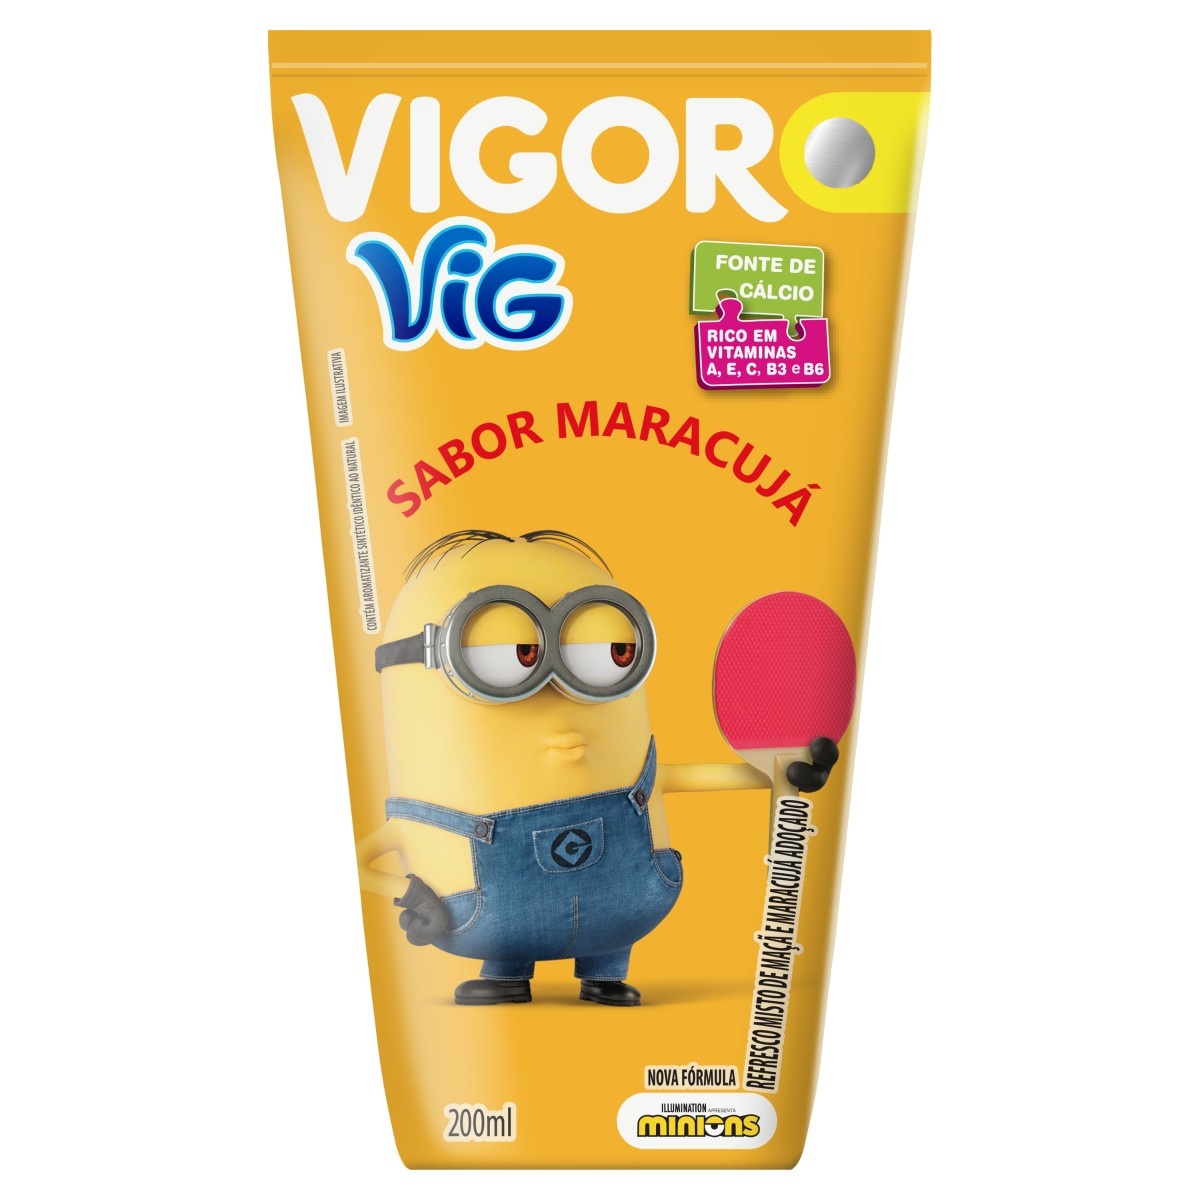 VIGOR
ViG
FONTE DE
CÁLCIO
RICO EM
VITAMINAS
A, E, C, B3 e B6
IMAGEM ILUSTRATIVA
CONTÉM AROMATIZANTE SINTÉTICO IDÊNTICO AO NATURAL
SABOR MARACUJÁ
REFRESCO MISTO DE MAÇÃ E MARACUJÁ ADOÇADO
NOVA FÓRMULA
200ml
ILLUMINATION APRESENTA
MINIONS